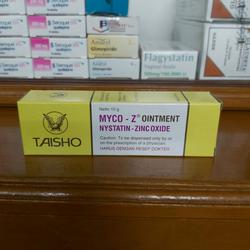 Flagystatin
Netto 10 g
MYCO - Z® OINTMENT
NYSTATIN - ZINC OXIDE
Caution: To be dispensed only by or
on the prescription of a physician.
HARUS DENGAN RESEP DOKTER
TAISHO